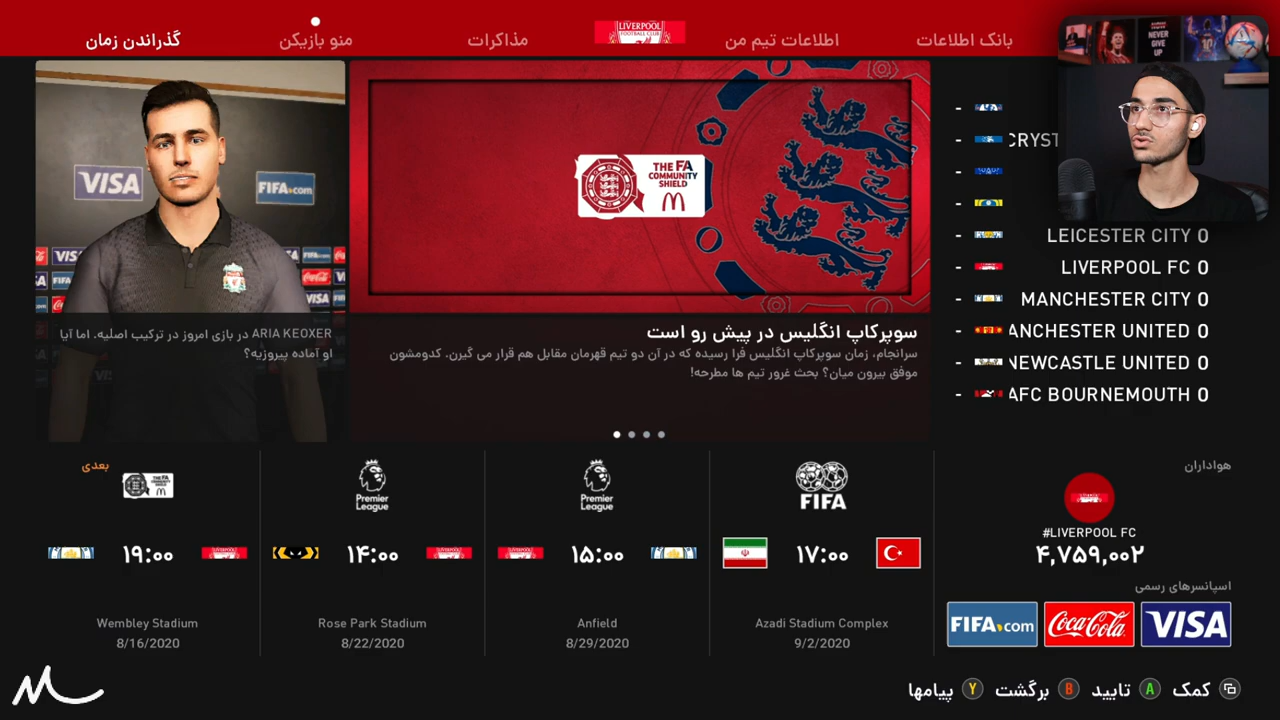 بانک اطلاعات
اطلاعات تیم من
LIVERPOOL
FOOTBALL CLUB
مذاکرات
منو بازیکن
گذراندن زمان
NEVER
GIVE
UP
VISA
FIFA.com
THE FA
COMMUNITY
SHIELD
CRYST
LEICESTER CITY 0
LIVERPOOL FC 0
MANCHESTER CITY 0
ANCHESTER UNITED 0
NEWCASTLE UNITED 0
AFC BOURNEMOUTH 0
سوپرکاپ انگلیس در پیش رو است
سرانجام، زمان سوپرکاپ انگلیس فرا رسیده که در آن دو تیم قهرمان مقابل هم قرار می گیرن. کدومشون
موفق بیرون میان؟ بحث غرور تیم ها مطرحه!
ARIA KEOXER در بازی امروز در ترکیب اصلیه. اما آیا
او آماده پیروزیه؟
هواداران
#LIVERPOOL FC
۴,۷۵۹,۰۰۲
اسپانسرهای رسمی
FIFA.com
Coca-Cola
VISA
بعدی
THE FA
COMMUNITY
SHIELD
۱۹:۰۰
Wembley Stadium
8/16/2020
Premier
League
۱۴:۰۰
Rose Park Stadium
8/22/2020
Premier
League
۱۵:۰۰
Anfield
8/29/2020
FIFA
۱۷:۰۰
Azadi Stadium Complex
9/2/2020
کمک
A تایید
B برگشت
Y پیامها